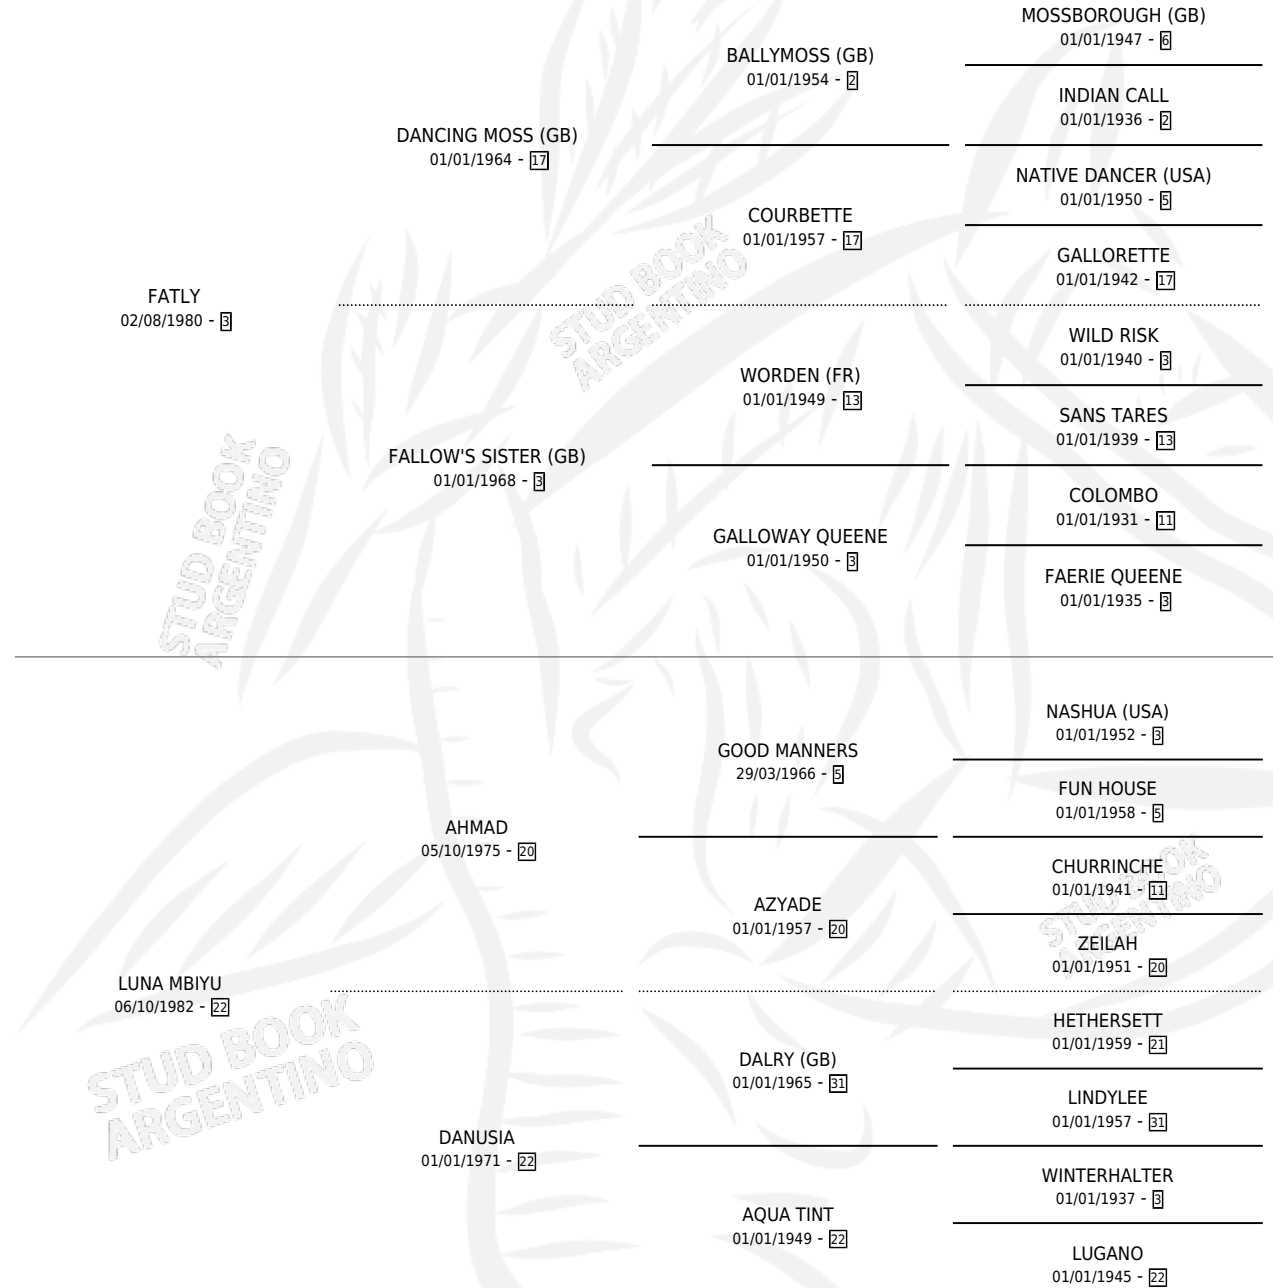 MOSSBOROUGH (GB)
01/01/1947 - 6
BALLYMOSS (GB)
01/01/1954 - 2
INDIAN CALL
01/01/1936 - 2
DANCING MOSS (GB)
01/01/1964 - 17
NATIVE DANCER (USA)
01/01/1950 - 5
COURBETTE
01/01/1957 - 17
GALLORETTE
01/01/1942 - 17
FATLY
02/08/1980 - 3
STUD BOOK
ARGENTINO
WILD RISK
01/01/1940 - 3
WORDEN (FR)
01/01/1949 - 13
SANS TARES
01/01/1939 - 13
FALLOW'S SISTER (GB)
01/01/1968 - 3
COLOMBO
01/01/1931 - 11
GALLOWAY QUEENE
01/01/1950 - 3
FAERIE QUEENE
01/01/1935 - 3
STUD BOOK
ARGENTINO
NASHUA (USA)
01/01/1952 - 3
GOOD MANNERS
29/03/1966 - 5
FUN HOUSE
01/01/1958 - 5
AHMAD
05/10/1975 - 20
CHURRINCHE
01/01/1941 - 11
AZYADE
01/01/1957 - 20
STUD BOOK
ARGENTINO
ZEILAH
01/01/1951 - 20
LUNA MBIYU
06/10/1982 - 22
HETHERSETT
01/01/1959 - 21
DALRY (GB)
01/01/1965 - 31
STUD BOOK
ARGENTINO
LINDYLEE
01/01/1957 - 31
DANUSIA
01/01/1971 - 22
WINTERHALTER
01/01/1937 - 3
AQUA TINT
01/01/1949 - 22
LUGANO
01/01/1945 - 22